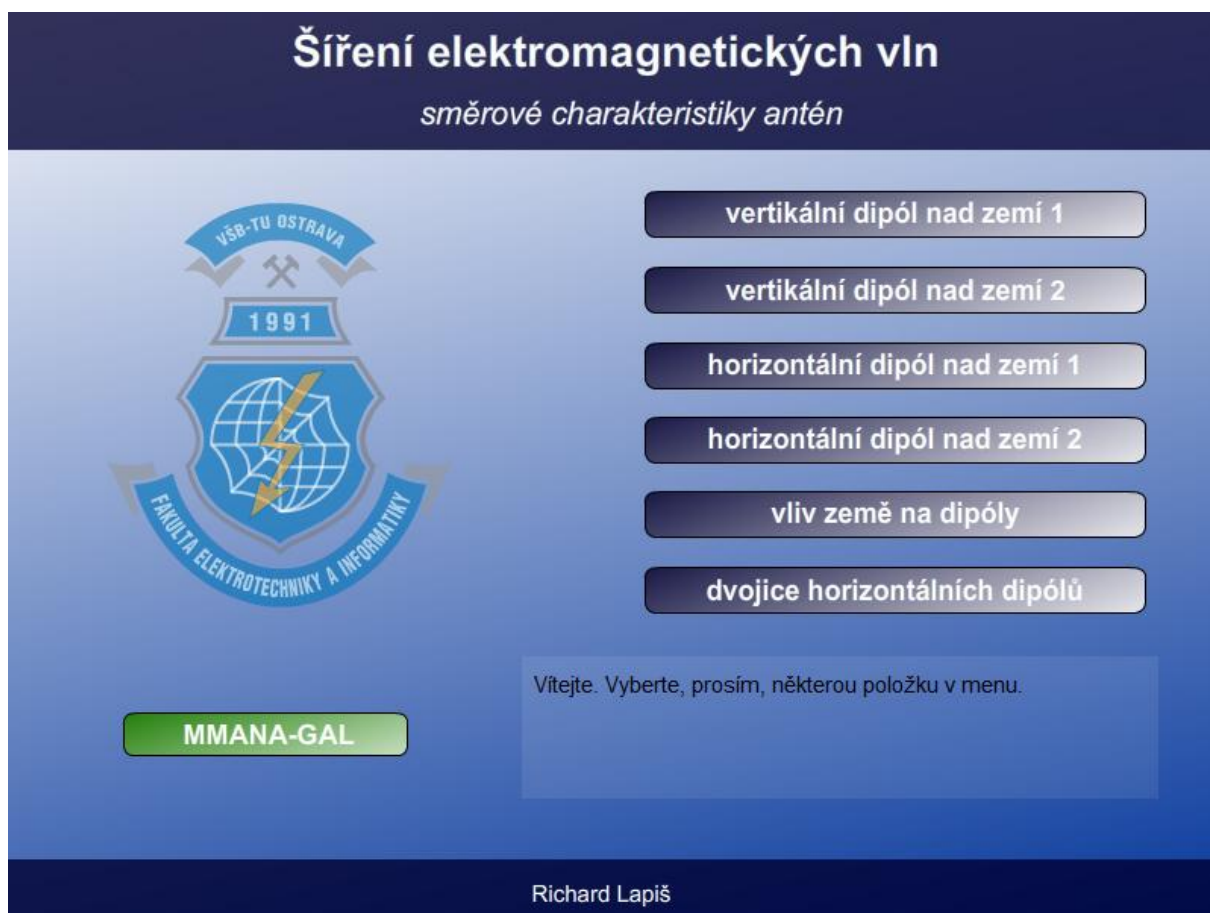 Šíření elektromagnetických vln
směrové charakteristiky antén
VŠB-TU OSTRAVA
1991
FAKULTA ELEKTROTECHNIKY A INFORMATIKY
vertikální dipól nad zemí 1
vertikální dipól nad zemí 2
horizontální dipól nad zemí 1
horizontální dipól nad zemí 2
vliv země na dipóly
dvojice horizontálních dipólů
Vítejte. Vyberte, prosím, některou položku v menu.
MMANA-GAL
Richard Lapiš